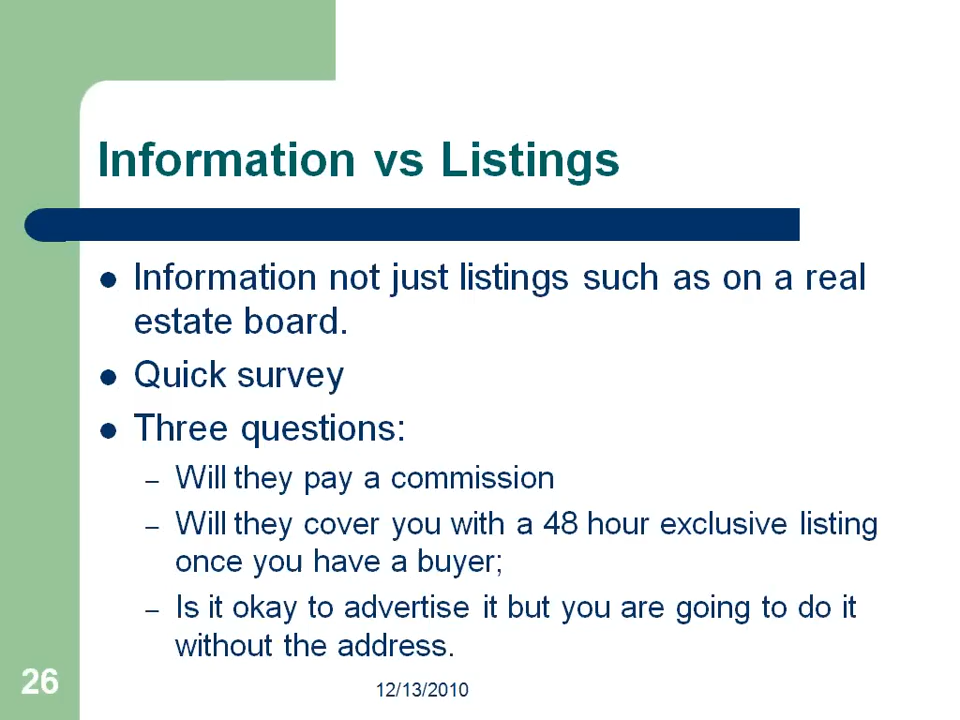 Information vs Listings
Information not just listings such as on a real
estate board.
Quick survey
Three questions:
– Will they pay a commission
– Will they cover you with a 48 hour exclusive listing
once you have a buyer;
– Is it okay to advertise it but you are going to do it
without the address.
26
12/13/2010